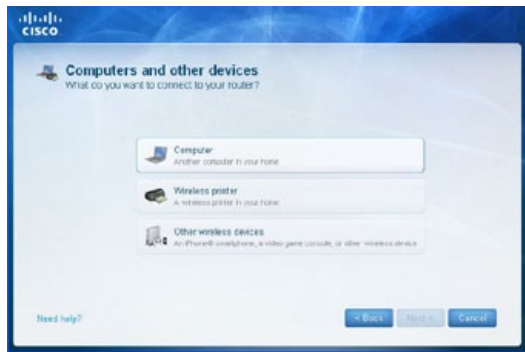 CISCO
Computers and other devices
What do you want to connect to your router?
Computer
Another computer in your home
Wireless printer
A wireless printer in your home
Other wireless devices
An iPhone® smartphone, a video game console, or other wireless device
Need help?
< Back
Next >
Cancel